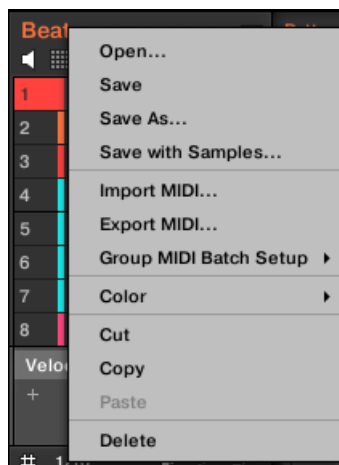 Beat
Open...
1
Save
2
Save As...
3
Save with Samples...
4
Import MIDI...
5
Export MIDI...
6
Group MIDI Batch Setup
7
Color
8
Cut
Velo
Copy
+
Paste
Delete
#